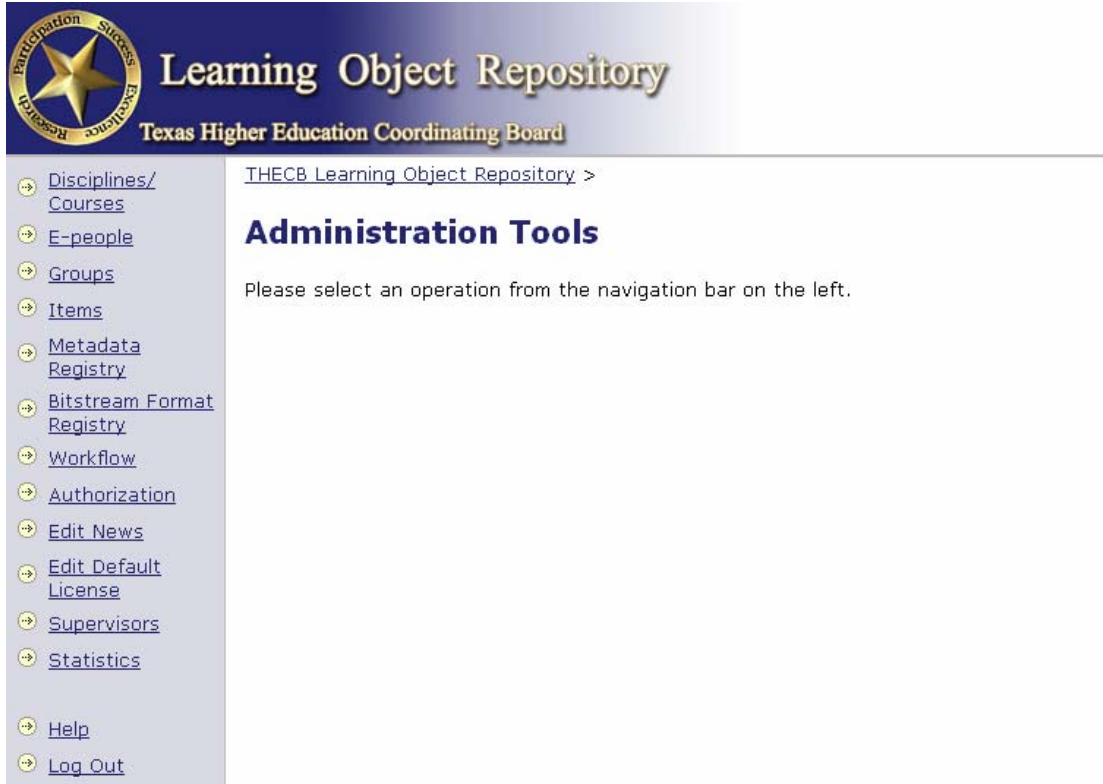 Participation Success Excellence Research
Learning Object Repository
Texas Higher Education Coordinating Board
Disciplines/
Courses
E-people
Groups
Items
Metadata
Registry
Bitstream Format
Registry
Workflow
Authorization
Edit News
Edit Default
License
Supervisors
Statistics
Help
Log Out
THECB Learning Object Repository >
Administration Tools
Please select an operation from the navigation bar on the left.